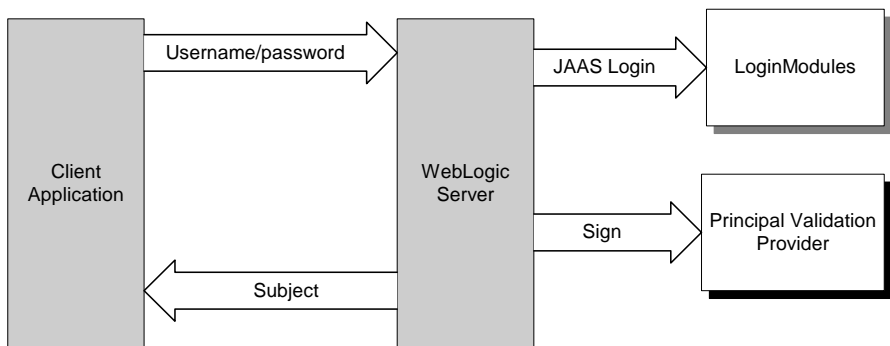 Username/password
JAAS Login
LoginModules
Client
Application
WebLogic
Server
Sign
Principal Validation
Provider
Subject